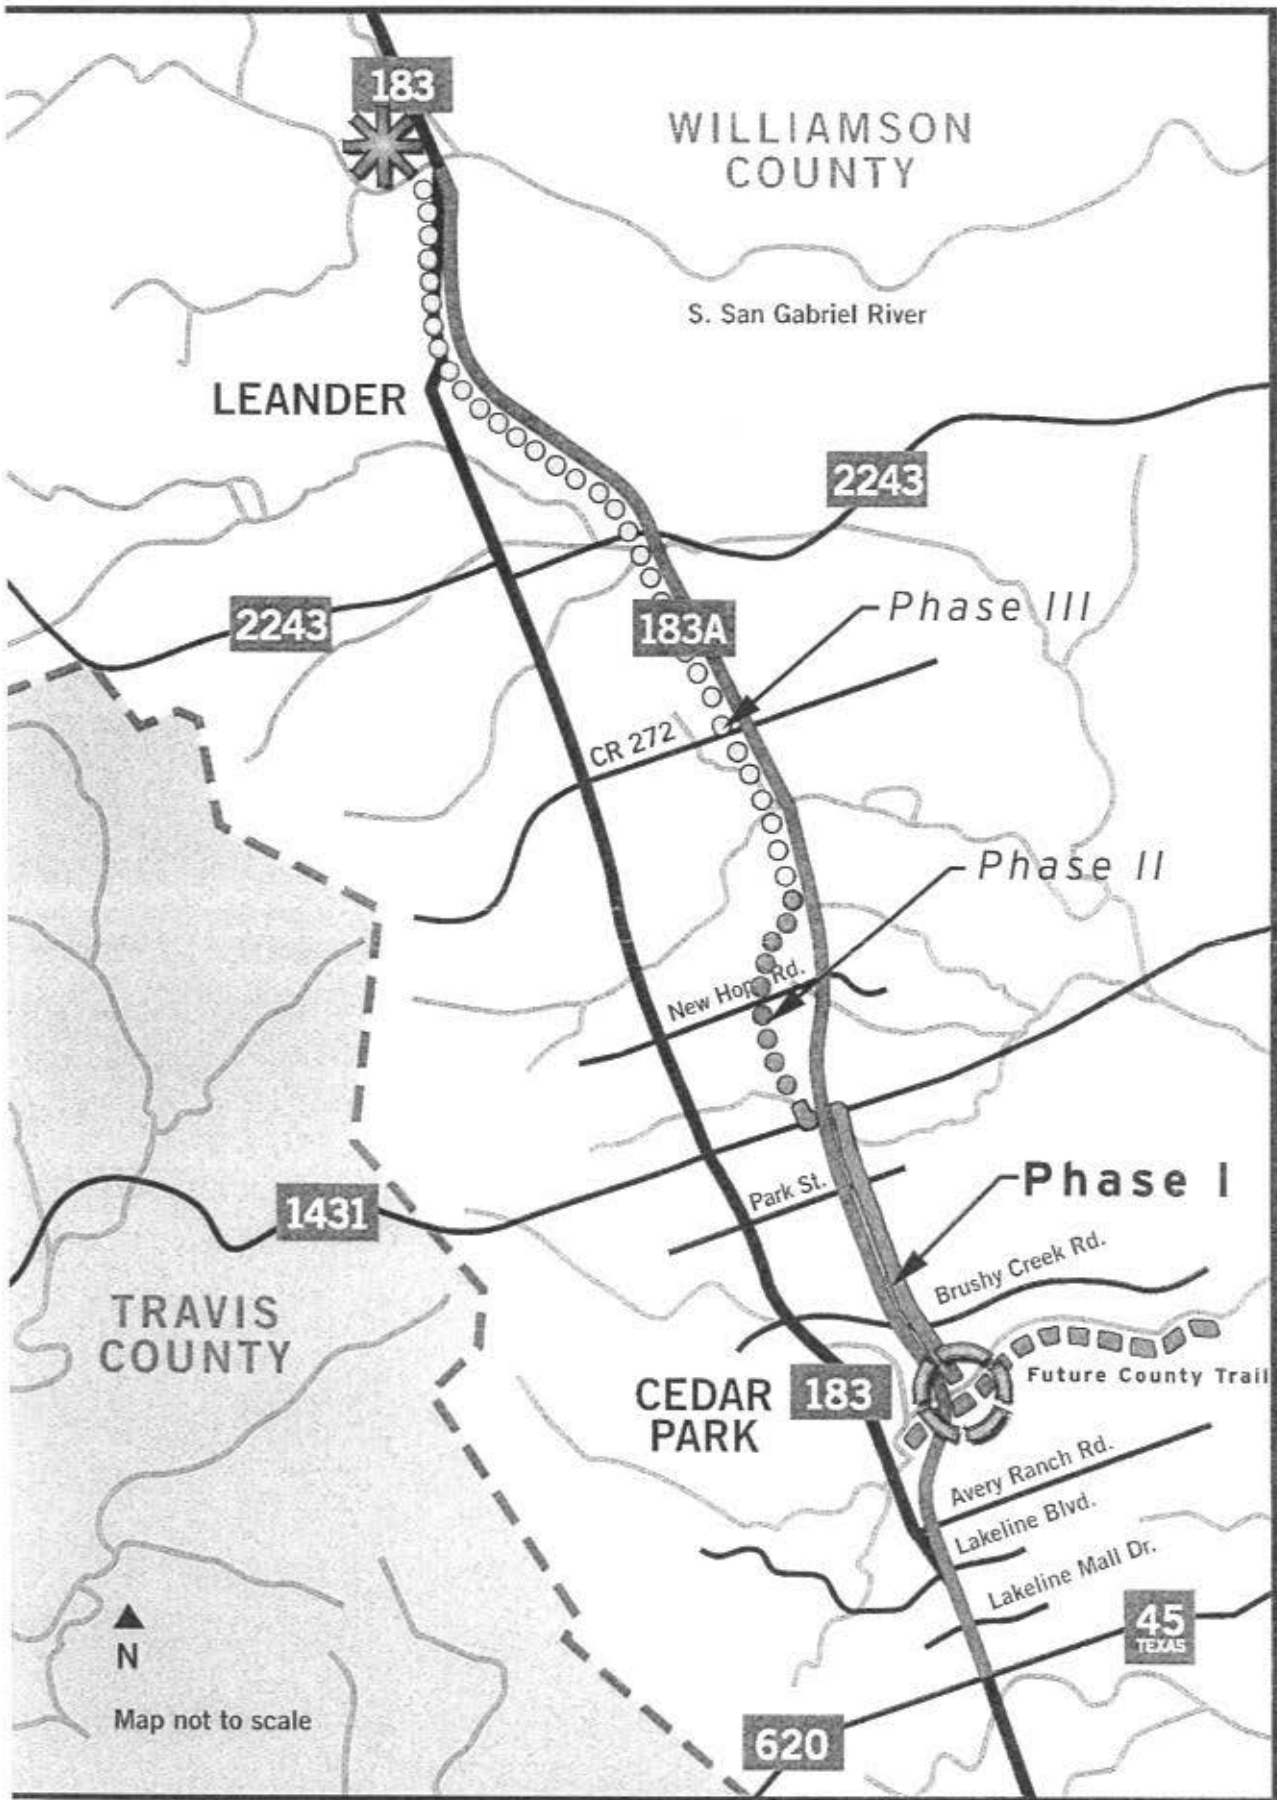 183
WILLIAMSON
COUNTY
S. San Gabriel River
LEANDER
2243
2243
183A
Phase III
CR 272
Phase II
New Hope Rd.
Park St.
Phase I
1431
Brushy Creek Rd.
TRAVIS
COUNTY
CEDAR
PARK
183
Future County Trail
Avery Ranch Rd.
Lakeline Blvd.
Lakeline Mall Dr.
45
TEXAS
N
Map not to scale
620